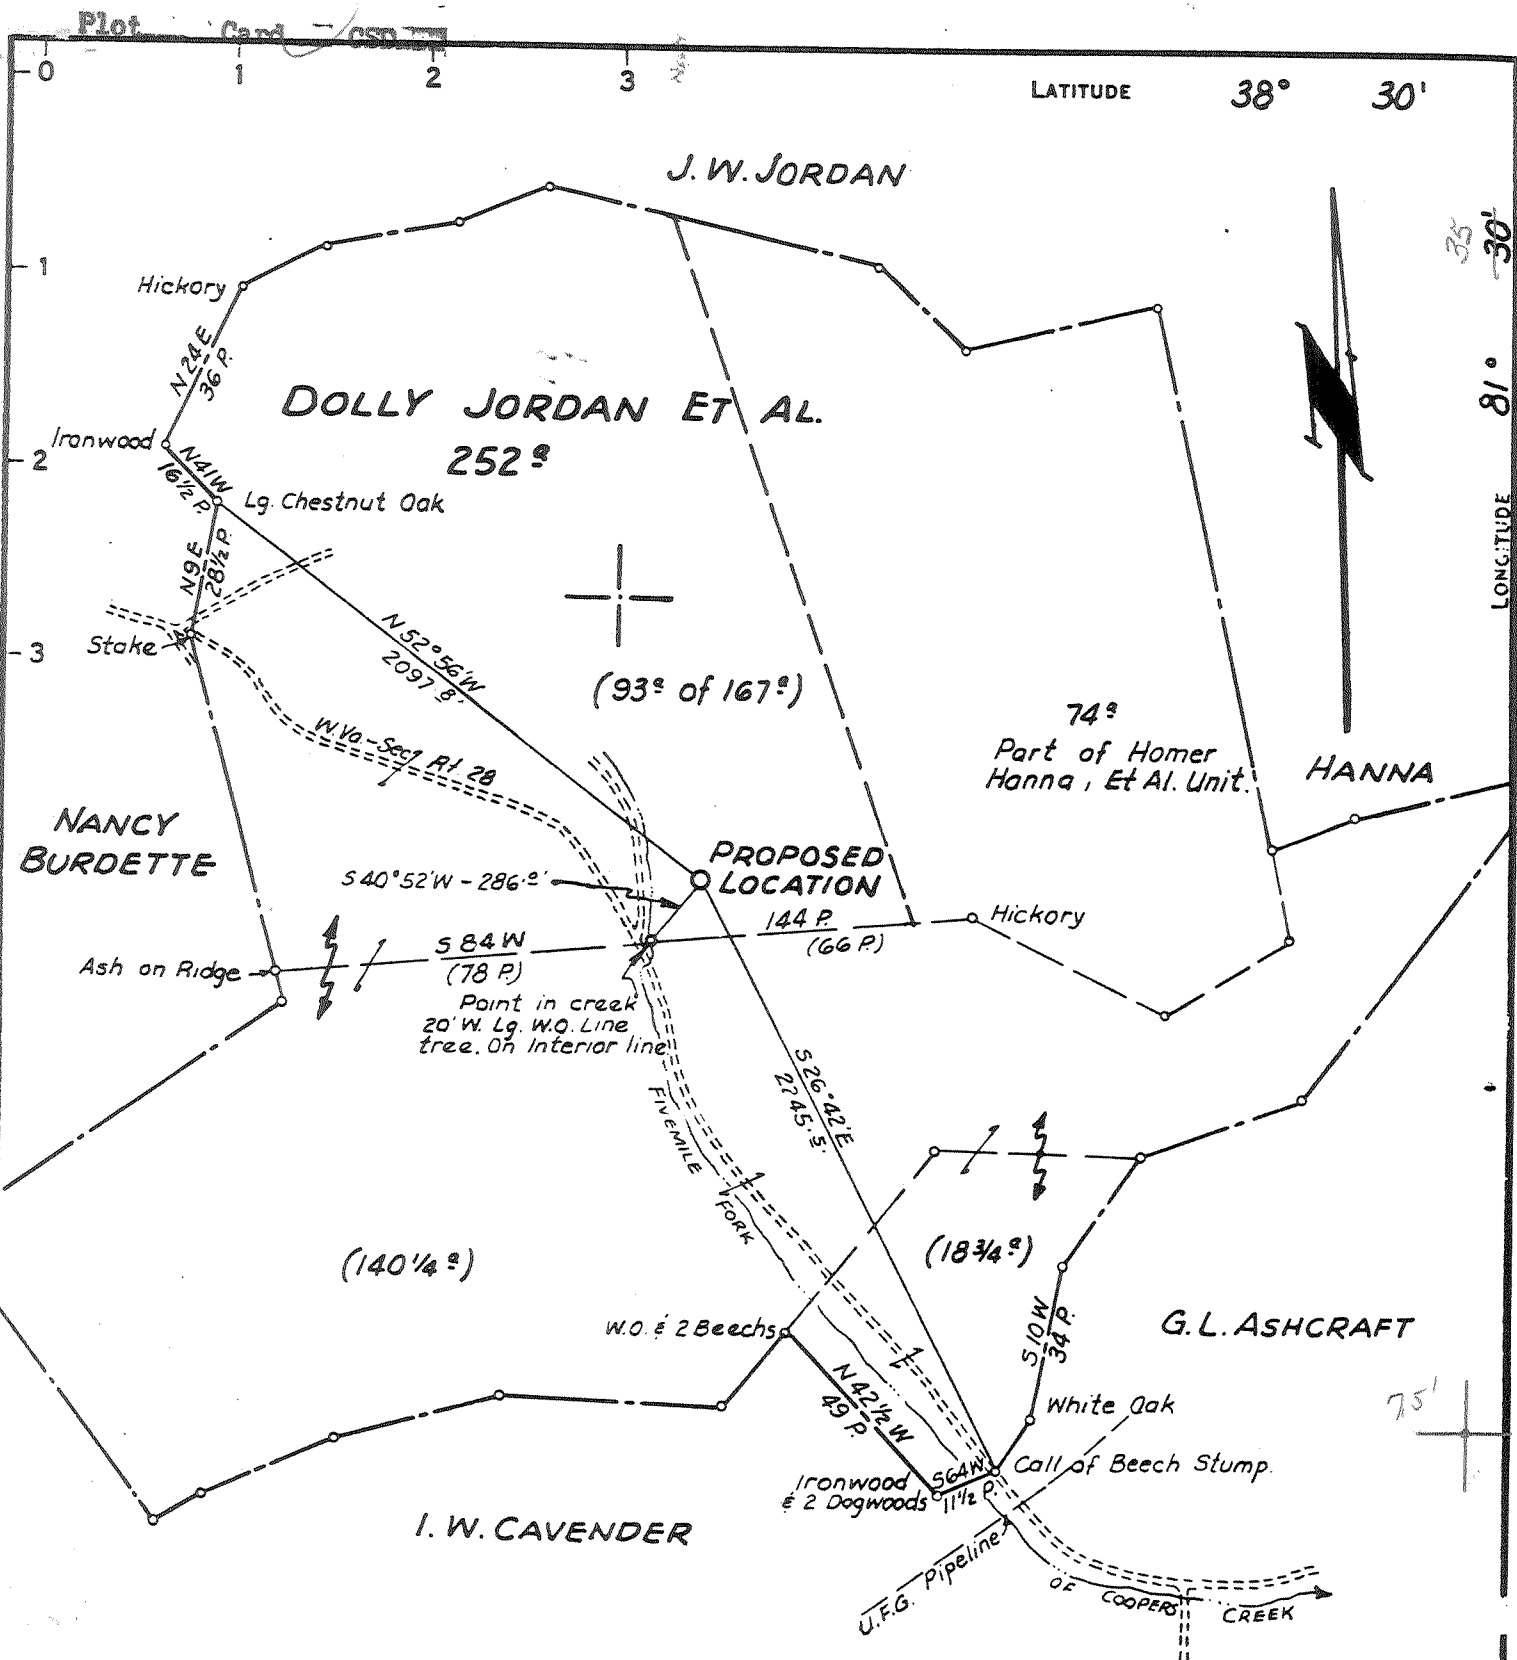 Plot Card - CSD
0 1 2 3
LATITUDE 38° 30'
J. W. JORDAN
35 30'
1
Hickory
N 24 E
36 P.
DOLLY JORDAN ET AL.
252ª
81°
LONGITUDE
Ironwood
2
N41W
16½ P.
Lg. Chestnut Oak
N9E
28½ P.
Stake
3
N 52° 56' W
2097.8'
(93ª of 167ª)
74ª
Part of Homer
Hanna, Et Al. Unit.
HANNA
W. Va.-Sec. Rt. 28
NANCY
BURDETTE
PROPOSED
LOCATION
S 40° 52' W - 286.0'
144 P.
(66 P.)
Hickory
S 84 W
(78 P.)
Ash on Ridge
Point in creek
20' W. Lg. W.O. Line
tree. On Interior line
S 26° 42' E
2745.5'
FIVEMILE
FORK
(140¼ª)
(18¾ª)
W.O. & 2 Beechs
S 10 W
34 P.
G. L. ASHCRAFT
N 42½ W
49 P.
White Oak
75'
Call of Beech Stump.
S64W
11½ P.
Ironwood
& 2 Dogwoods
I. W. CAVENDER
U.F.G. Pipeline
OF COOPERS CREEK